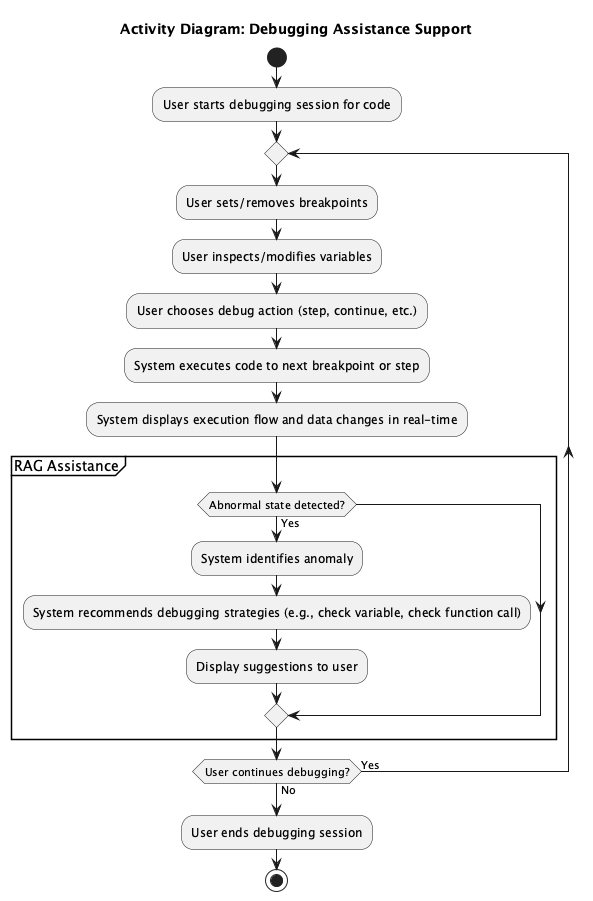 Activity Diagram: Debugging Assistance Support
User starts debugging session for code
User sets/removes breakpoints
User inspects/modifies variables
User chooses debug action (step, continue, etc.)
System executes code to next breakpoint or step
System displays execution flow and data changes in real-time
RAG Assistance
Abnormal state detected?
Yes
System identifies anomaly
System recommends debugging strategies (e.g., check variable, check function call)
Display suggestions to user
User continues debugging?
Yes
No
User ends debugging session